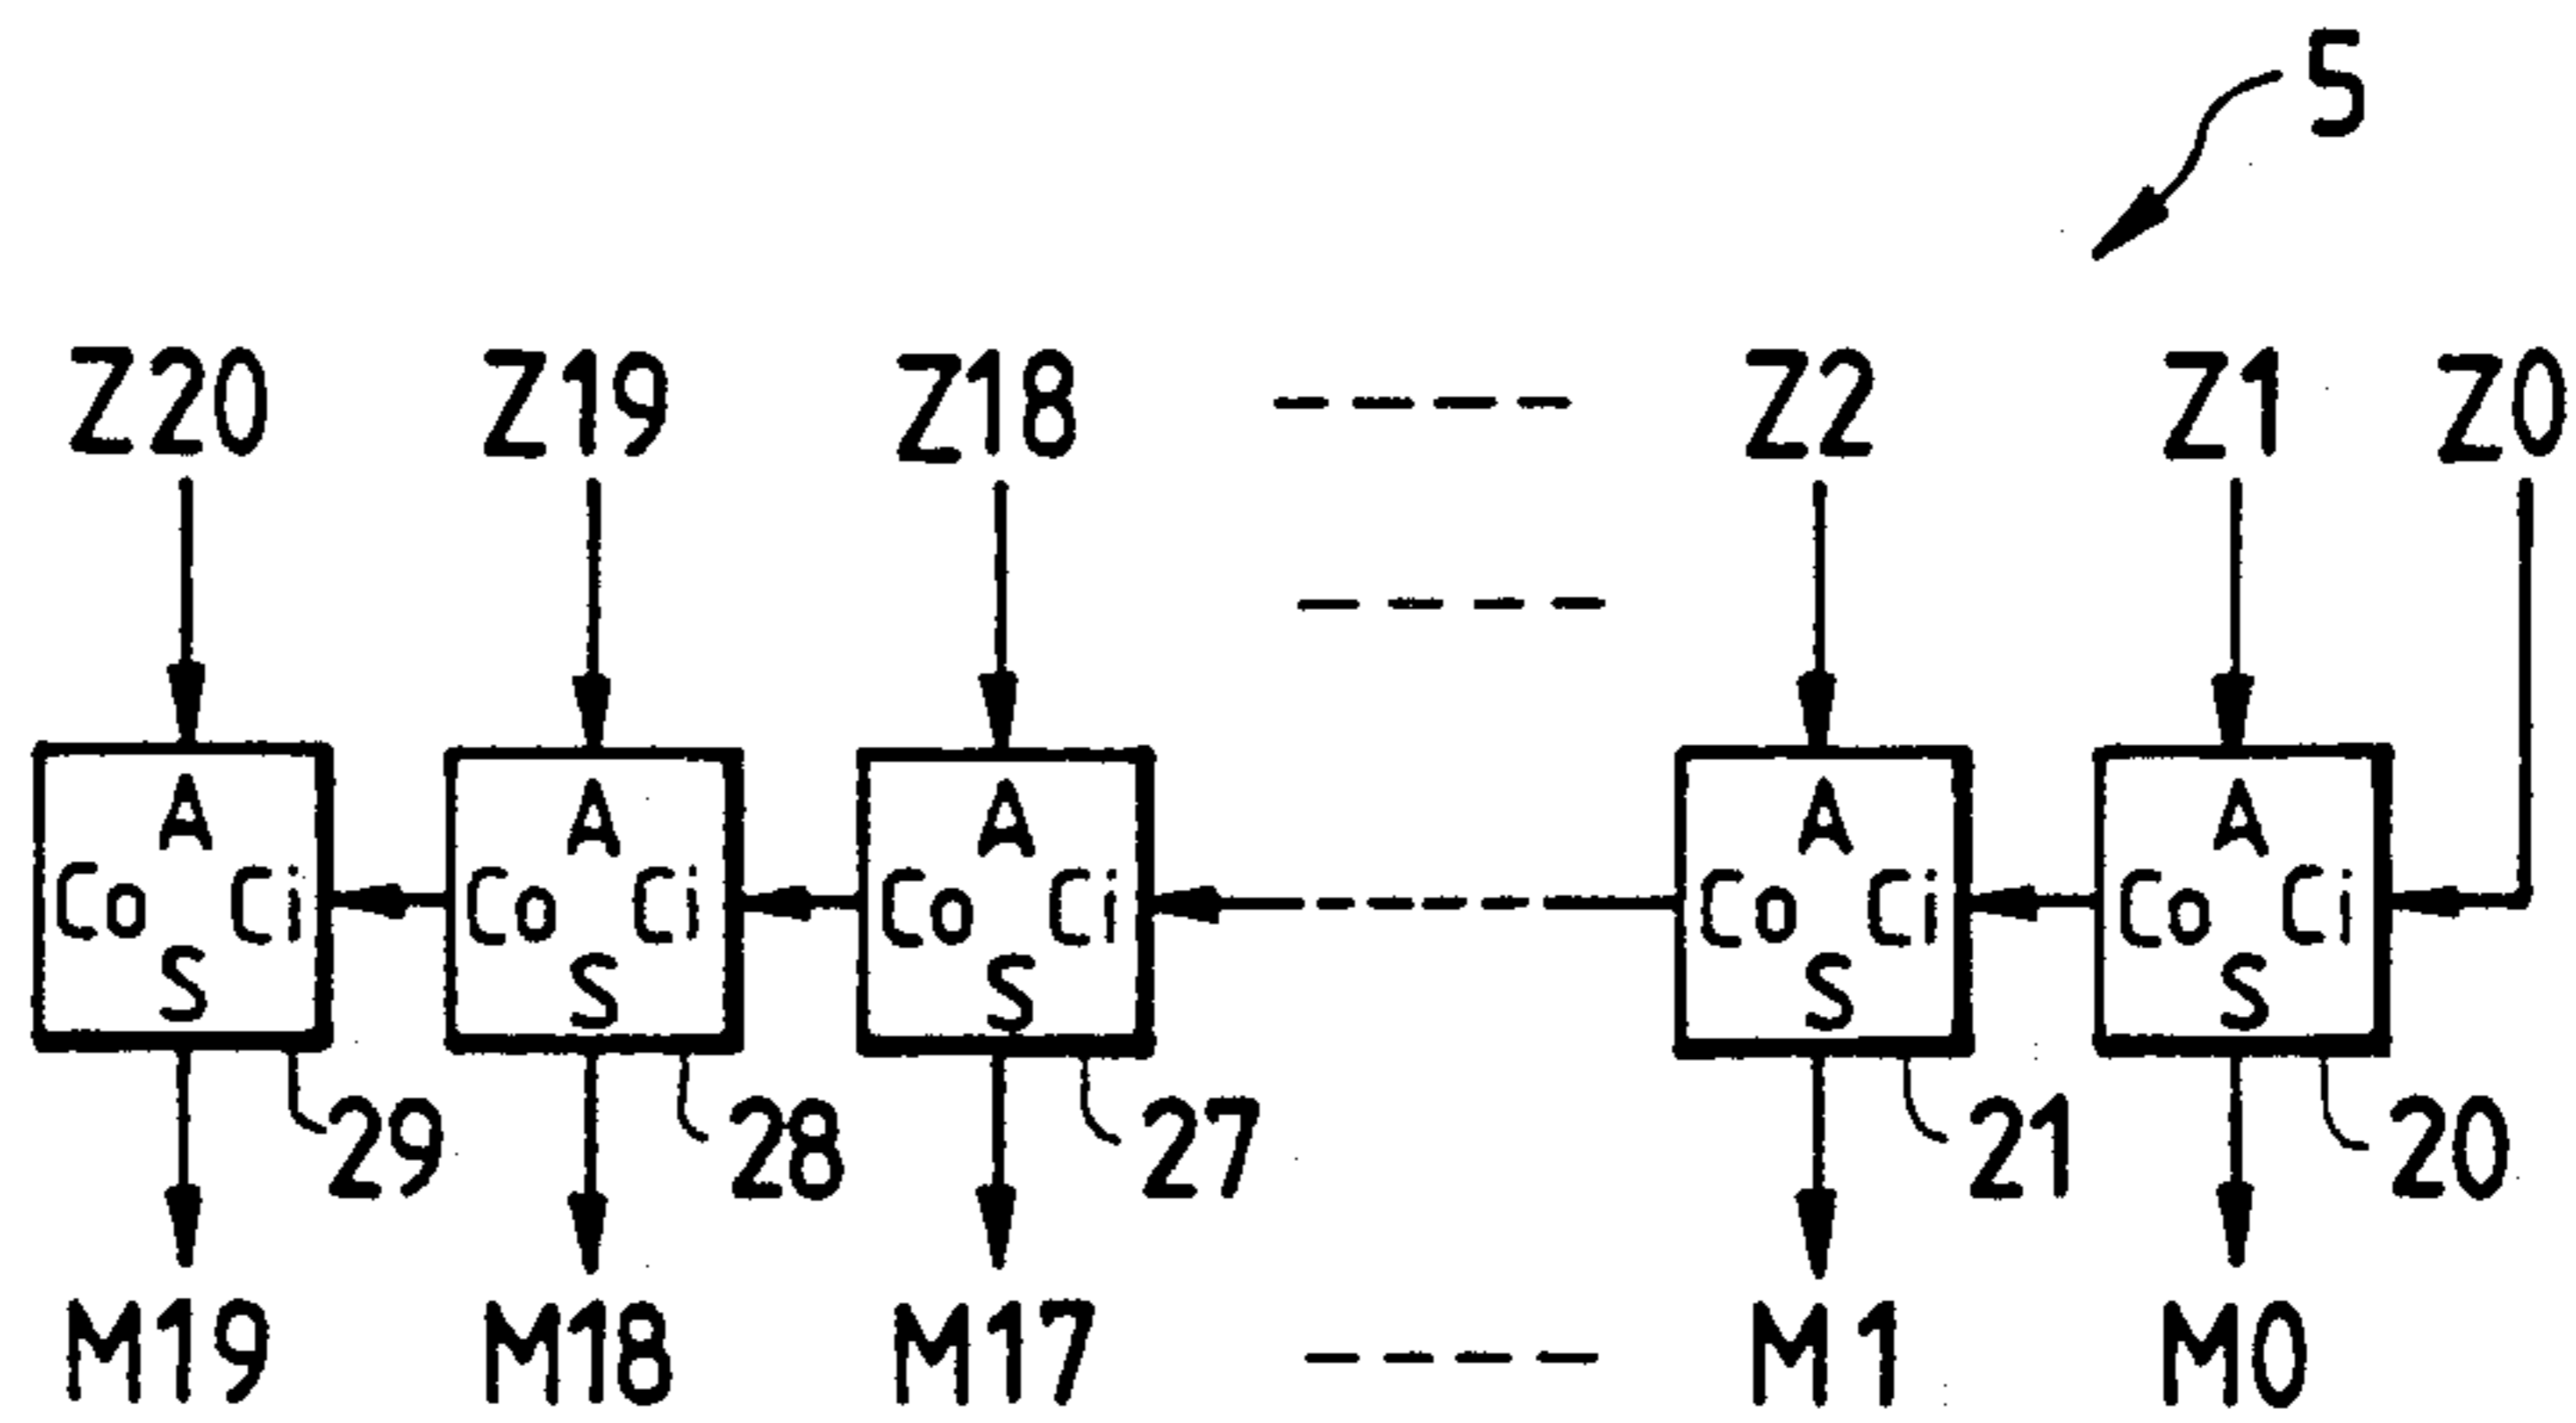 5
Z20 Z19 Z18 Z2 Z1 Z0
A A A A A
Co Ci Co Ci Co Ci Co Ci Co Ci
S S S S S
29 28 27 21 20
M19 M18 M17 M1 M0